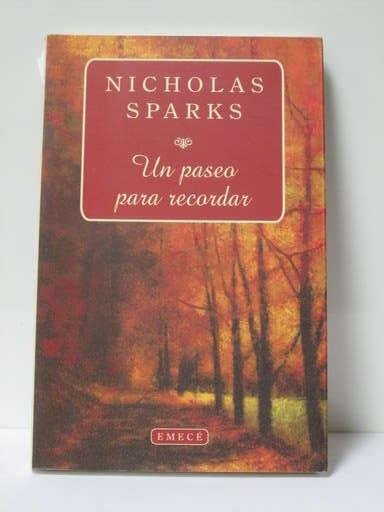 NICHOLAS
SPARKS
Un paseo
para recordar
EMECÉ